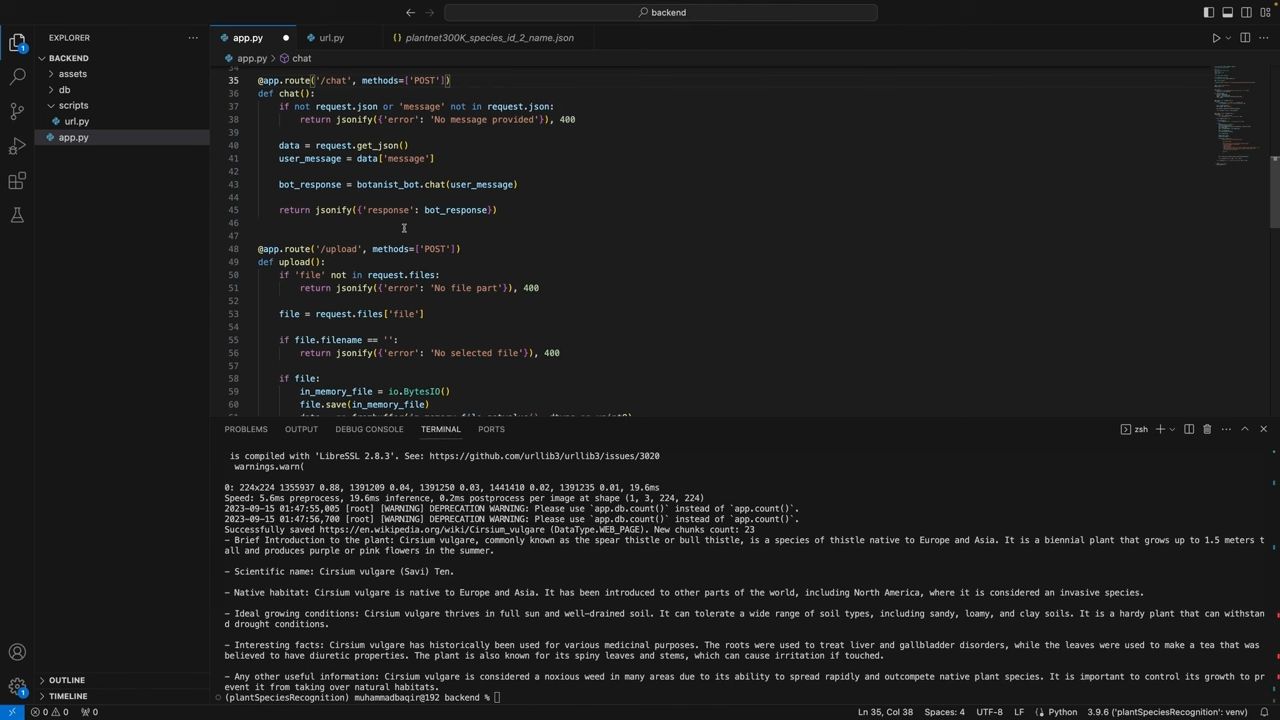 backend
EXPLORER
app.py
url.py
plantnet300K_species_id_2_name.json
BACKEND
app.py
chat
assets
db
scripts
url.py
app.py
35 @app.route('/chat', methods=['POST'])
36 def chat():
37 if not request.json or 'message' not in request.json:
38 return jsonify({'error': 'No message provided'}), 400
39
40 data = request.get_json()
41 user_message = data['message']
42
43 bot_response = botanist_bot.chat(user_message)
44
45 return jsonify({'response': bot_response})
46
47
48 @app.route('/upload', methods=['POST'])
49 def upload():
50 if 'file' not in request.files:
51 return jsonify({'error': 'No file part'}), 400
52
53 file = request.files['file']
54
55 if file.filename == '':
56 return jsonify({'error': 'No selected file'}), 400
57
58 if file:
59 in_memory_file = io.BytesIO()
60 file.save(in_memory_file)
PROBLEMS OUTPUT DEBUG CONSOLE TERMINAL PORTS
zsh
is compiled with 'LibreSSL 2.8.3'. See: https://github.com/urllib3/urllib3/issues/3020
warnings.warn(
0: 224x224 1355937 0.88, 1391209 0.04, 1391250 0.03, 1441410 0.02, 1391235 0.01, 19.6ms
Speed: 5.6ms preprocess, 19.6ms inference, 0.2ms postprocess per image at shape (1, 3, 224, 224)
2023-09-15 01:47:55,005 [root] [WARNING] DEPRECATION WARNING: Please use `app.db.count()` instead of `app.count()`.
2023-09-15 01:47:56,700 [root] [WARNING] DEPRECATION WARNING: Please use `app.db.count()` instead of `app.count()`.
Successfully saved https://en.wikipedia.org/wiki/Cirsium_vulgare (DataType.WEB_PAGE). New chunks count: 23
- Brief Introduction to the plant: Cirsium vulgare, commonly known as the spear thistle or bull thistle, is a species of thistle native to Europe and Asia. It is a biennial plant that grows up to 1.5 meters t
all and produces purple or pink flowers in the summer.
- Scientific name: Cirsium vulgare (Savi) Ten.
- Native habitat: Cirsium vulgare is native to Europe and Asia. It has been introduced to other parts of the world, including North America, where it is considered an invasive species.
- Ideal growing conditions: Cirsium vulgare thrives in full sun and well-drained soil. It can tolerate a wide range of soil types, including sandy, loamy, and clay soils. It is a hardy plant that can withstan
d drought conditions.
- Interesting facts: Cirsium vulgare has historically been used for various medicinal purposes. The roots were used to treat liver and gallbladder disorders, while the leaves were used to make a tea that was
believed to have diuretic properties. The plant is also known for its spiny leaves and stems, which can cause irritation if touched.
- Any other useful information: Cirsium vulgare is considered a noxious weed in many areas due to its ability to spread rapidly and outcompete native plant species. It is important to control its growth to pr
event it from taking over natural habitats.
(plantSpeciesRecognition) muhammadbaqir@192 backend %
OUTLINE
TIMELINE
0 0 0 Ln 35, Col 38 Spaces: 4 UTF-8 LF Python 3.9.6 ('plantSpeciesRecognition': venv)